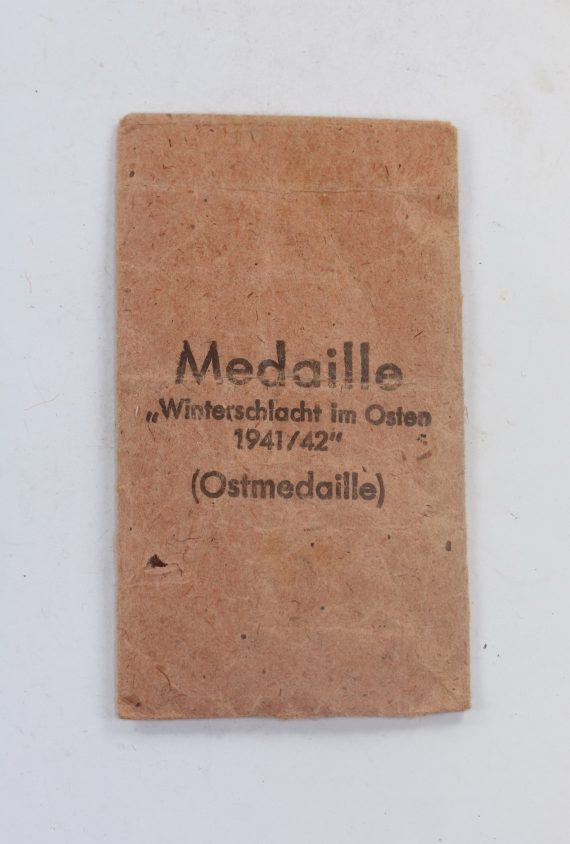 Medaille
„Winterschlacht im Osten
1941/42"
(Ostmedaille)